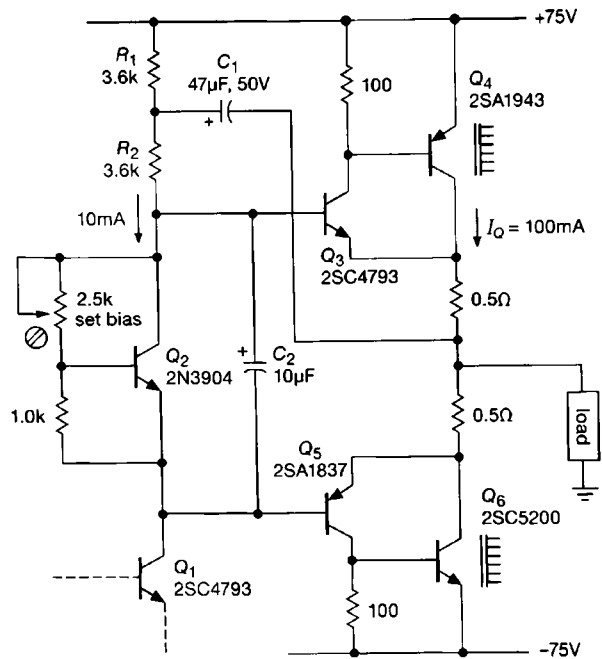 +75V
R1
3.6k
C1
47µF, 50V
+
100
Q4
2SA1943
R2
3.6k
10mA
IQ = 100mA
Q3
2SC4793
0.5Ω
2.5k
set bias
Q2
2N3904
+
C2
10µF
1.0k
0.5Ω
load
Q5
2SA1837
Q6
2SC5200
Q1
2SC4793
100
−75V